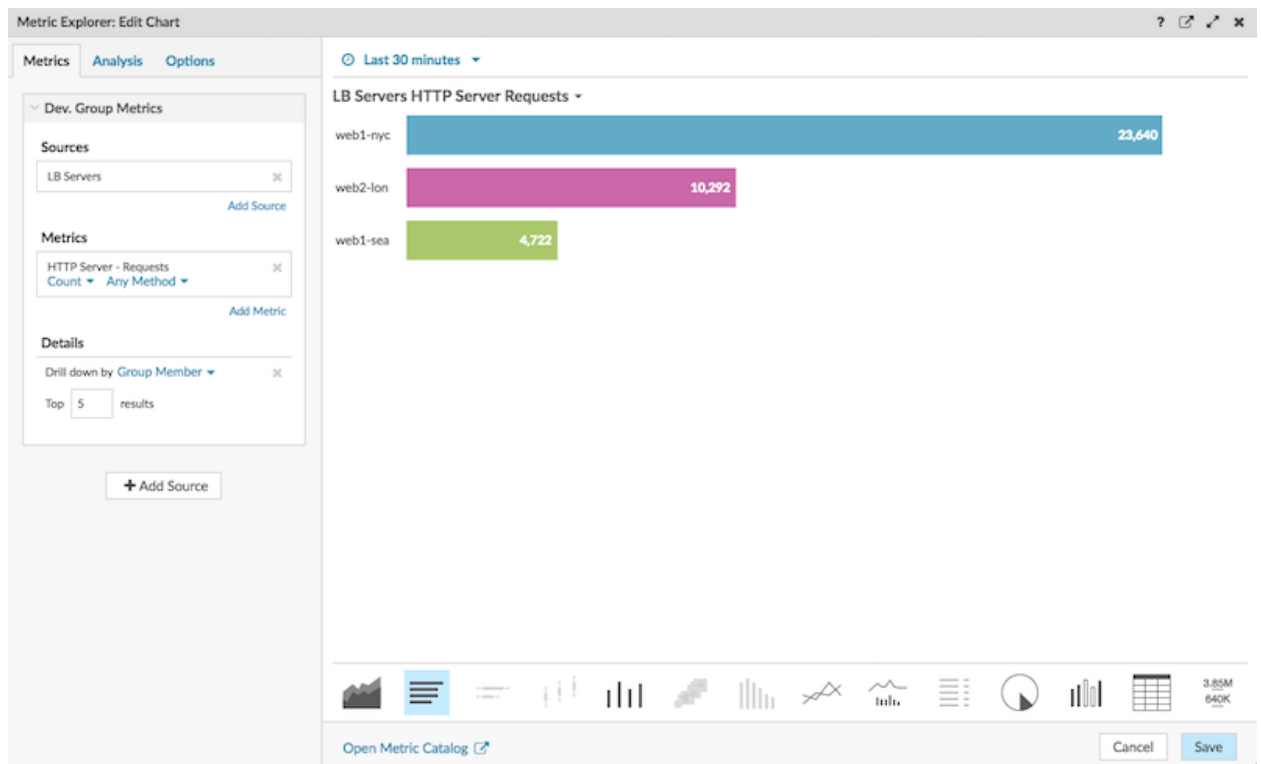 Metric Explorer: Edit Chart
?
Metrics Analysis Options
Last 30 minutes
Dev. Group Metrics
Sources
LB Servers
Add Source
Metrics
HTTP Server - Requests
Count Any Method
Add Metric
Details
Drill down by Group Member
Top 5 results
+ Add Source
LB Servers HTTP Server Requests
web1-nyc 23,640
web2-lon 10,292
web1-sea 4,722
3.85M
640K
Open Metric Catalog
Cancel Save